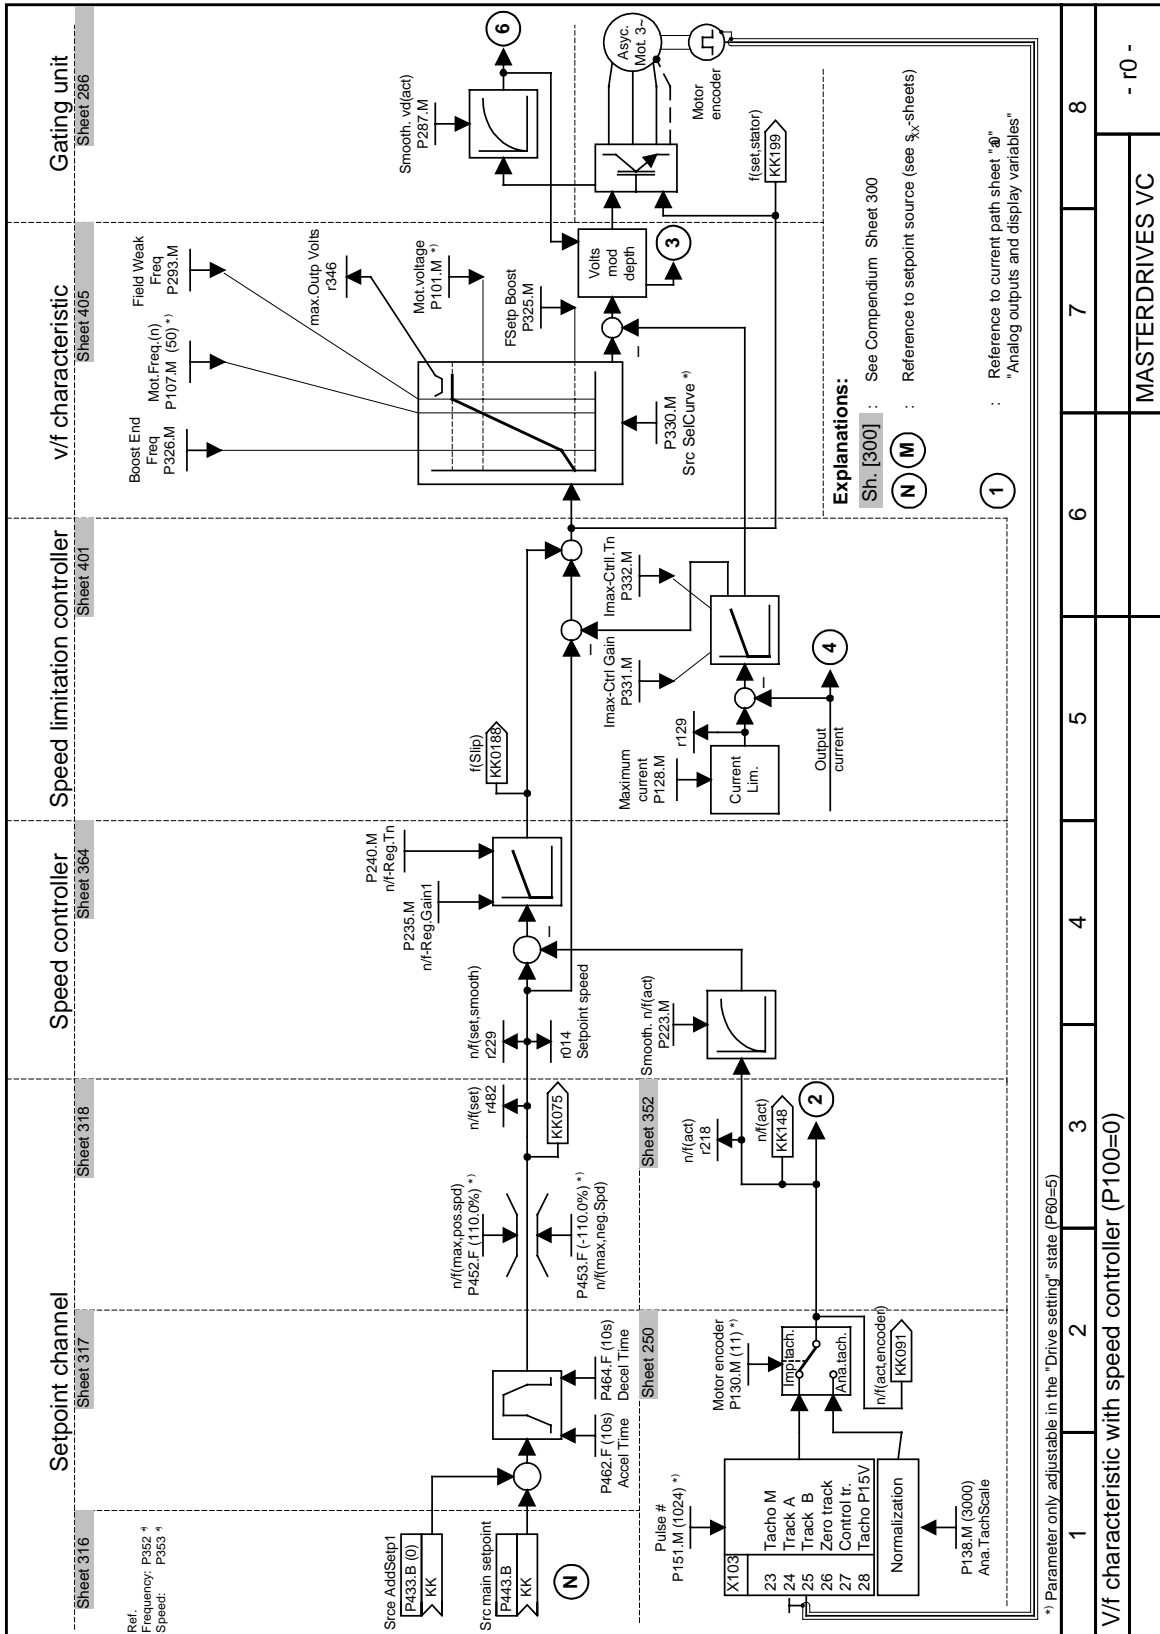 Setpoint channel
Speed controller
Speed limitation controller
v/f characteristic
Gating unit
Sheet 316
Sheet 317
Sheet 318
Sheet 364
Sheet 401
Sheet 405
Sheet 286
Ref.
Frequency: P352 *)
Speed: P353 *)
Srce AddSetp1
P433.B (0)
KK
Src main setpoint
P443.B
KK
N
P462.F (10s)
Accel Time
P464.F (10s)
Decel Time
n/f(max,pos.spd)
P452.F (110.0%) *)
P453.F (-110.0%) *)
n/f(max,neg.Spd)
n/f(set)
r482
KK075
n/f(set,smooth)
r229
r014
Setpoint speed
P235.M
n/f-Reg.Gain1
P240.M
n/f-Reg.Tn
–
f(Slip)
KK0188
–
Boost End
Freq
P326.M
Mot.Freq.(n)
P107.M (50) *)
Field Weak
Freq
P293.M
max.Outp Volts
r346
Mot.voltage
P101.M *)
FSetp Boost
P325.M
P330.M
Src SelCurve *)
–
Volts
mod
depth
3
Smooth. vd(act)
P287.M
6
Asyc.
Mot. 3~
Motor
encoder
f(set,stator)
KK199
Maximum
current
P128.M
Current
Lim.
r129
–
Imax-Ctrl Gain
P331.M
Imax-Ctrll.Tn
P332.M
Output
current
4
Sheet 250
Sheet 352
Pulse #
P151.M (1024) *)
X103
23 Tacho M
24 Track A
25 Track B
26 Zero track
27 Control tr.
28 Tacho P15V
Normalization
P138.M (3000)
Ana.TachScale
Motor encoder
P130.M (11) *)
Imp.tach.
Ana.tach.
n/f(act,encoder)
KK091
n/f(act)
r218
n/f(act)
KK148
2
Smooth. n/f(act)
P223.M
Explanations:
Sh. [300] : See Compendium Sheet 300
N M : Reference to setpoint source (see s_xx-sheets)
1 : Reference to current path sheet "a0"
"Analog outputs and display variables"
*) Parameter only adjustable in the "Drive setting" state (P60=5)
1 2 3 4 5 6 7 8
V/f characteristic with speed controller (P100=0)
MASTERDRIVES VC
- r0 -